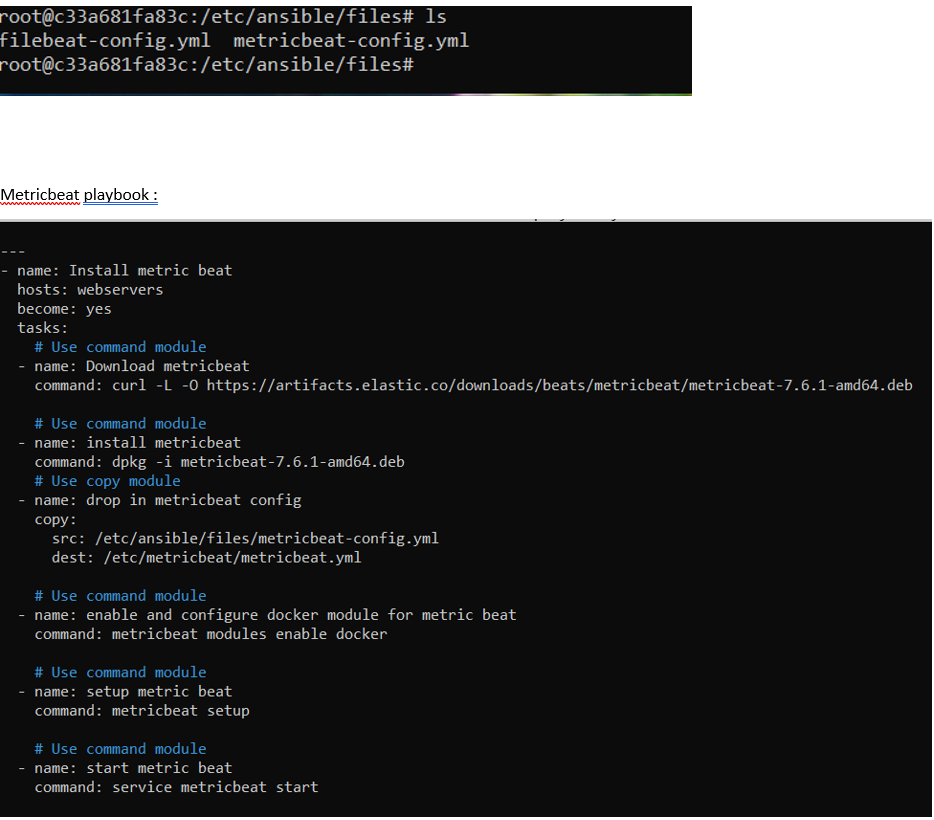 root@c33a681fa83c:/etc/ansible/files# ls
filebeat-config.yml  metricbeat-config.yml
root@c33a681fa83c:/etc/ansible/files#
Metricbeat playbook :
---
- name: Install metric beat
  hosts: webservers
  become: yes
  tasks:
    # Use command module
  - name: Download metricbeat
    command: curl -L -O https://artifacts.elastic.co/downloads/beats/metricbeat/metricbeat-7.6.1-amd64.deb
    # Use command module
  - name: install metricbeat
    command: dpkg -i metricbeat-7.6.1-amd64.deb
    # Use copy module
  - name: drop in metricbeat config
    copy:
      src: /etc/ansible/files/metricbeat-config.yml
      dest: /etc/metricbeat/metricbeat.yml
    # Use command module
  - name: enable and configure docker module for metric beat
    command: metricbeat modules enable docker
    # Use command module
  - name: setup metric beat
    command: metricbeat setup
    # Use command module
  - name: start metric beat
    command: service metricbeat start